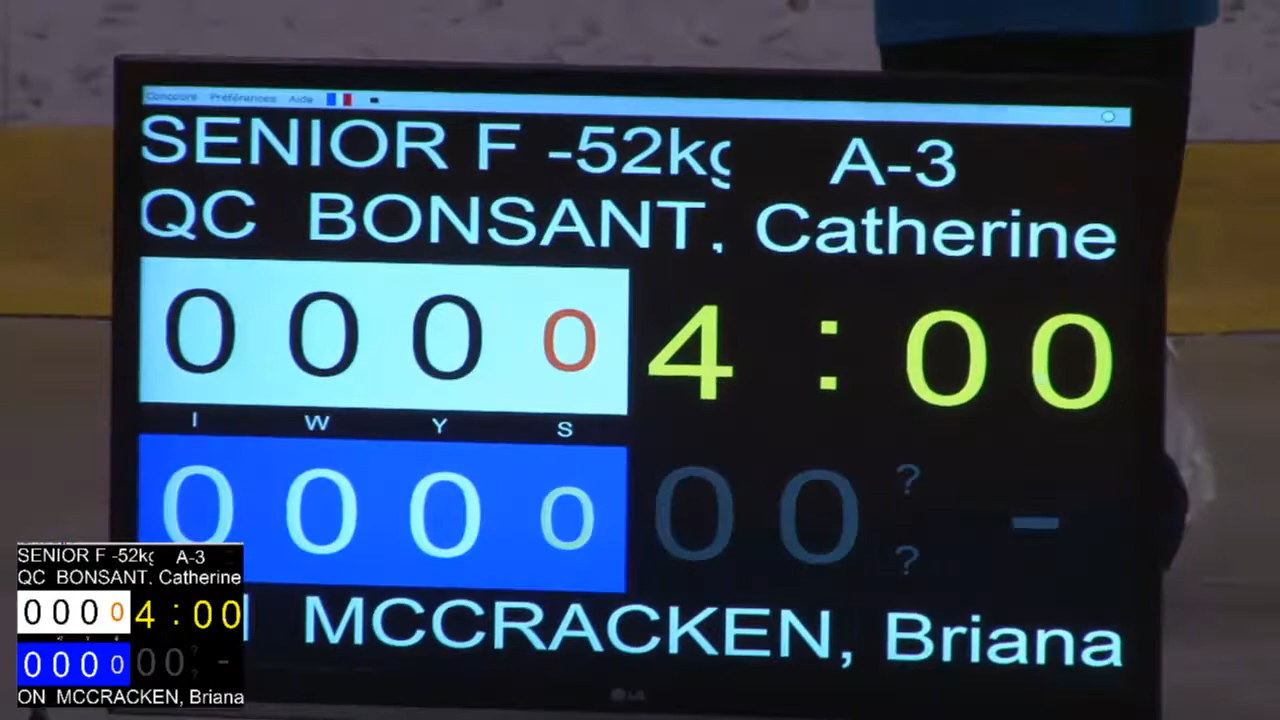 Concours Préférences Aide
SENIOR F -52kg A-3
QC BONSANT, Catherine
0 0 0 0 4 : 00
I W Y S
0 0 0 0 00 ? -
?
MCCRACKEN, Briana
LG
SENIOR F -52kg A-3
QC BONSANT, Catherine
0 0 0 0 4 : 00
0 0 0 0 00 ? -
?
ON MCCRACKEN, Briana